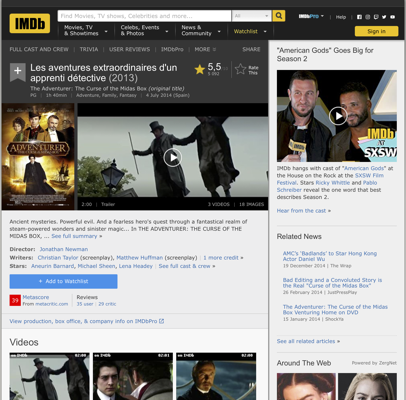 IMDb
Find Movies, TV shows, Celebrities and more...
All
IMDbPro
Help
Movies, TV & Showtimes
Celebs, Events & Photos
News & Community
Watchlist
Sign in
FULL CAST AND CREW | TRIVIA | USER REVIEWS | IMDbPro | MORE
SHARE
Les aventures extraordinaires d'un apprenti détective (2013)
The Adventurer: The Curse of the Midas Box (original title)
PG | 1h 40min | Adventure, Family, Fantasy | 4 July 2014 (Spain)
5,5
Rate This
ADVENTURER
2:00 | Trailer
3 VIDEOS | 18 IMAGES
Ancient mysteries. Powerful evil. And a fearless hero's quest through a fantastical realm of steam-powered wonders and sinister magic... In THE ADVENTURER: THE CURSE OF THE MIDAS BOX, ... See full summary »
Director: Jonathan Newman
Writers: Christian Taylor (screenplay), Matthew Huffman (screenplay) | 1 more credit »
Stars: Aneurin Barnard, Michael Sheen, Lena Headey | See full cast & crew »
+ Add to Watchlist
39
Metascore
From metacritic.com
Reviews
35 user | 29 critic
View production, box office, & company info on IMDbPro
Videos
on IMDb
02:00
on IMDb
02:00
on IMDb
"American Gods" Goes Big for Season 2
IMDb
AT
SXSW
IMDb hangs with cast of "American Gods" at the House on the Rock at the SXSW Film Festival. Stars Ricky Whittle and Pablo Schreiber reveal the one word that best describes Season 2.
Hear from the cast »
Related News
AMC's 'Badlands' to Star Hong Kong Actor Daniel Wu
19 December 2014 | The Wrap
Bad Editing and a Convoluted Story is the Real "Curse of the Midas Box"
26 February 2014 | JustPressPlay
The Adventurer: The Curse of the Midas Box Venturing Home on DVD
15 January 2014 | ShockYa
See all related articles »
Around The Web
Powered by ZergNet